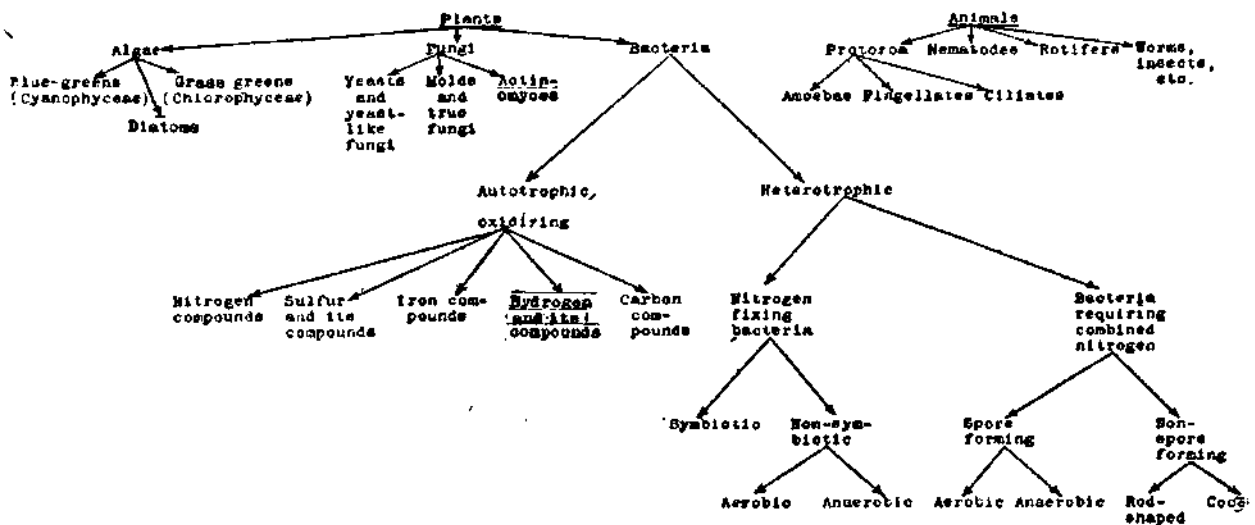 Plants
Animals
Algae
Fungi
Bacteria
Protozoa
Nematodes
Rotifers
Worms,
insects,
etc.
Blue-greens
(Cyanophyceae)
Grass greens
(Chlorophyceae)
Diatoms
Yeasts
and
yeast-
like
fungi
Molds
and
true
fungi
Actin-
omyces
Amoebae
Flagellates
Ciliates
Autotrophic,
oxidizing
Heterotrophic
Nitrogen
compounds
Sulfur
and its
compounds
Iron com-
pounds
Hydrogen
and its
compounds
Carbon
com-
pounds
Nitrogen
fixing
bacteria
Bacteria
requiring
combined
nitrogen
Symbiotic
Non-sym-
biotic
Spore
forming
Non-
spore
forming
Aerobic
Anaerobic
Aerobic
Anaerobic
Rod-
shaped
Cocci